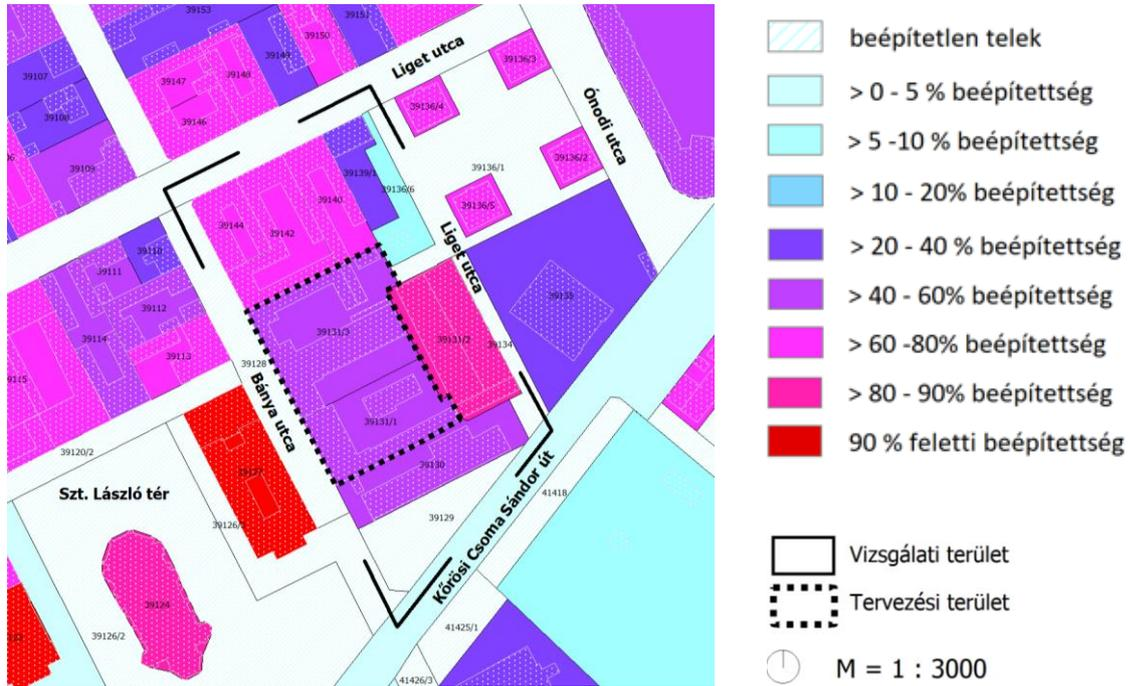 39153
39151
39150
39149
39107
39147
39148
39108
39146
39109
Liget utca
39136/3
39136/4
Ónodi utca
39136/2
39136/1
39139/1
39136/6
39136/5
39140
39144
39142
Liget utca
39110
39111
39112
39114
39113
39115
39135
39131/3
39131/2
39134
39128
Bánya utca
39131/1
39130
39120/2
Szt. László tér
39127
39126/1
39129
41418
Kőrösi Csoma Sándor út
39124
39126/2
41425/1
41426/3
beépítetlen telek
> 0 - 5 % beépítettség
> 5 -10 % beépítettség
> 10 - 20% beépítettség
> 20 - 40 % beépítettség
> 40 - 60% beépítettség
> 60 -80% beépítettség
> 80 - 90% beépítettség
90 % feletti beépítettség
Vizsgálati terület
Tervezési terület
M = 1 : 3000